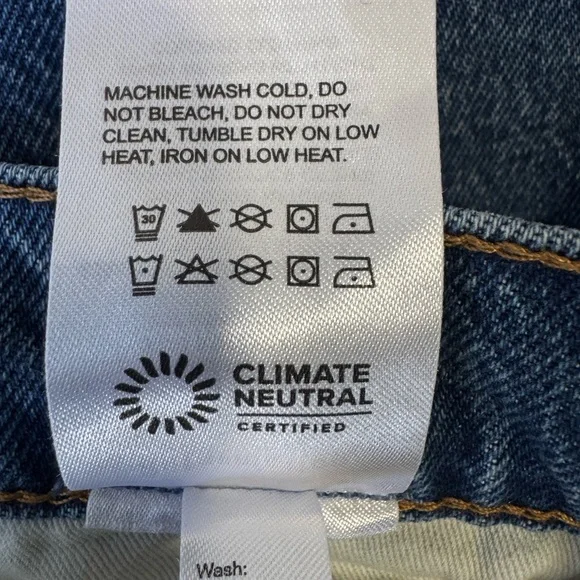 MACHINE WASH COLD, DO
NOT BLEACH, DO NOT DRY
CLEAN, TUMBLE DRY ON LOW
HEAT, IRON ON LOW HEAT.
30
CLIMATE
NEUTRAL
CERTIFIED
Wash: